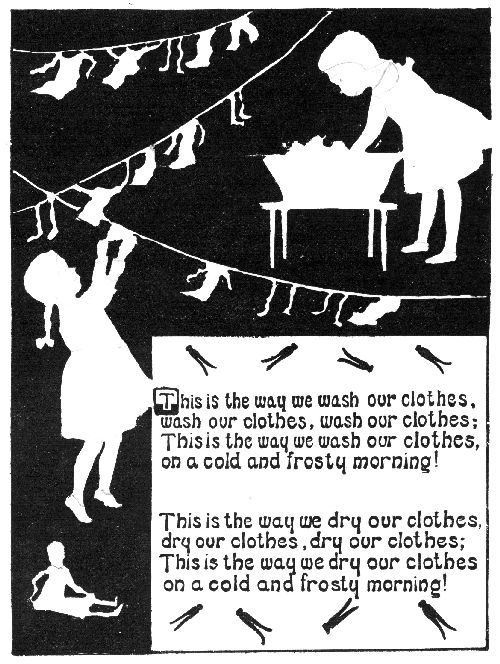 This is the way we wash our clothes,
wash our clothes, wash our clothes;
This is the way we wash our clothes,
on a cold and frosty morning!
This is the way we dry our clothes,
dry our clothes, dry our clothes;
This is the way we dry our clothes
on a cold and frosty morning!